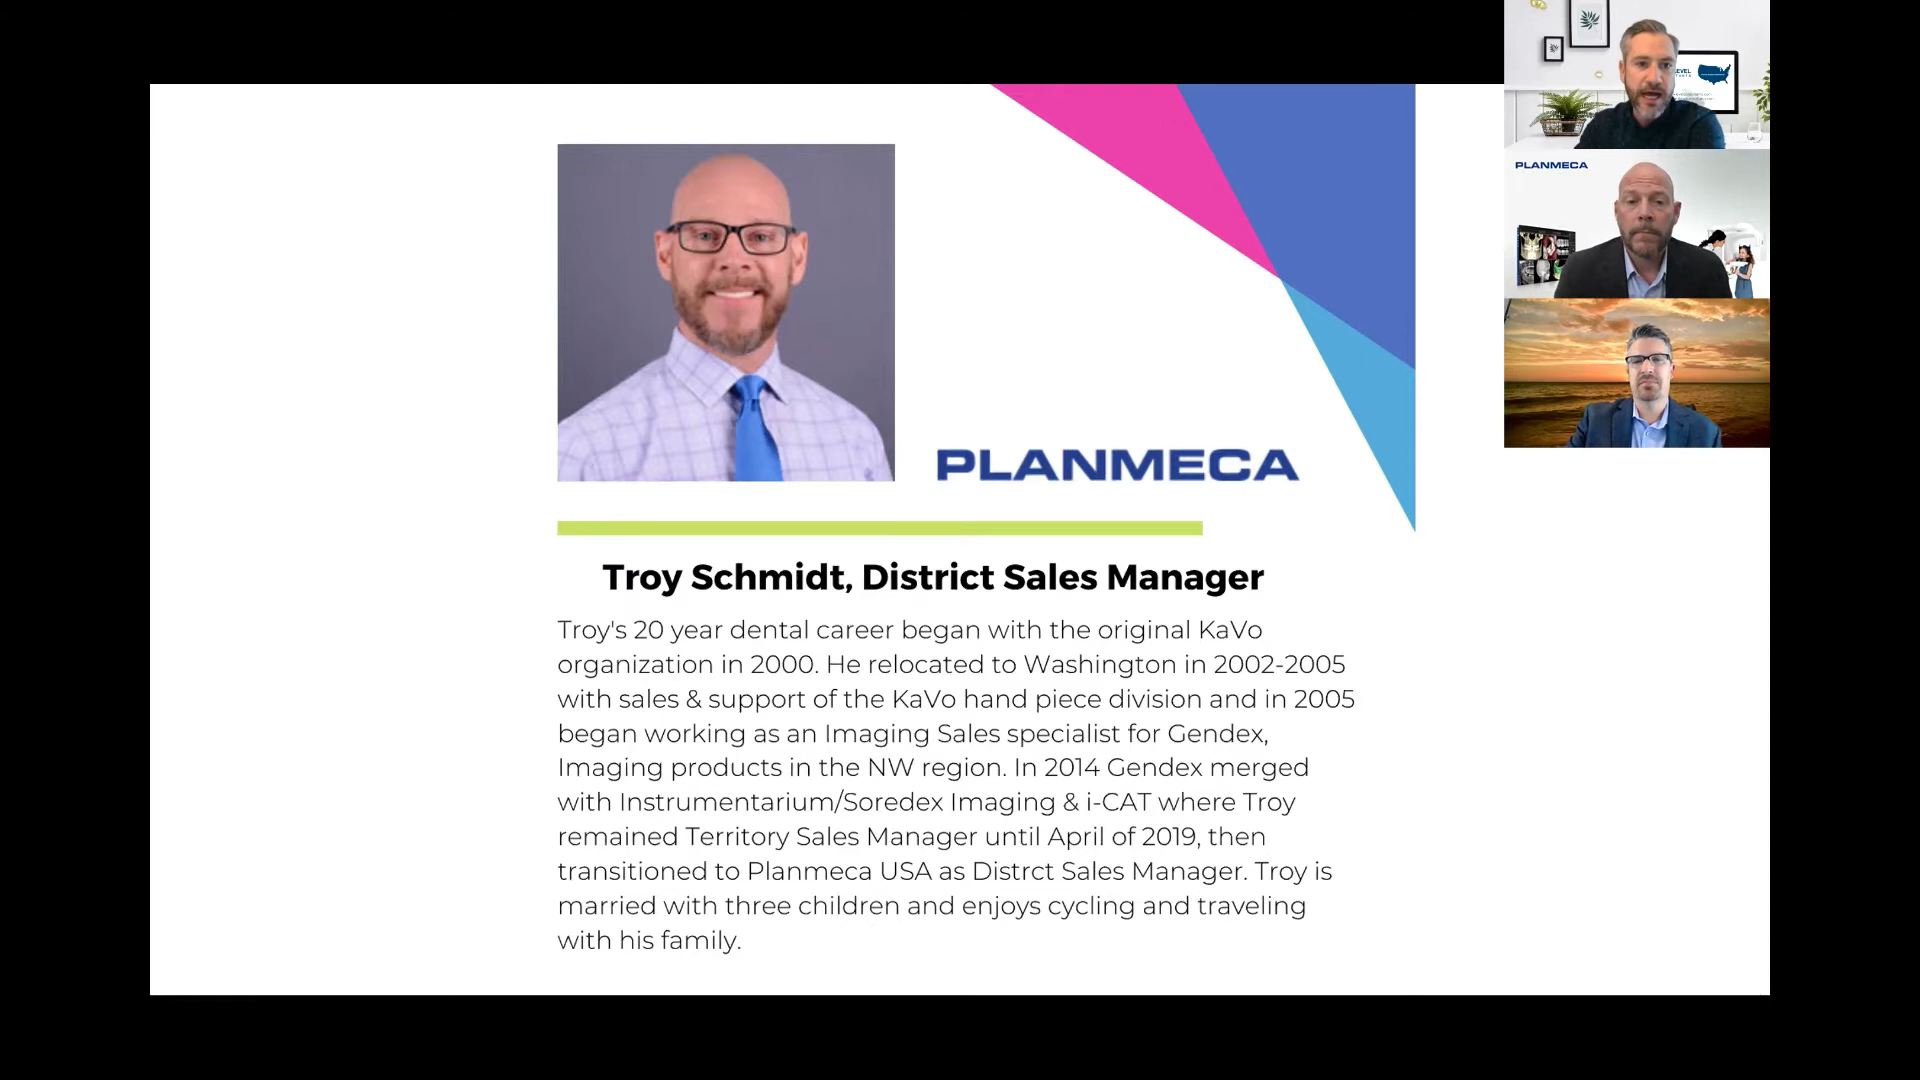 PLANMECA
Troy Schmidt, District Sales Manager
Troy's 20 year dental career began with the original KaVo
organization in 2000. He relocated to Washington in 2002-2005
with sales & support of the KaVo hand piece division and in 2005
began working as an Imaging Sales specialist for Gendex,
Imaging products in the NW region. In 2014 Gendex merged
with Instrumentarium/Soredex Imaging & i-CAT where Troy
remained Territory Sales Manager until April of 2019, then
transitioned to Planmeca USA as Distrct Sales Manager. Troy is
married with three children and enjoys cycling and traveling
with his family.
PLANMECA